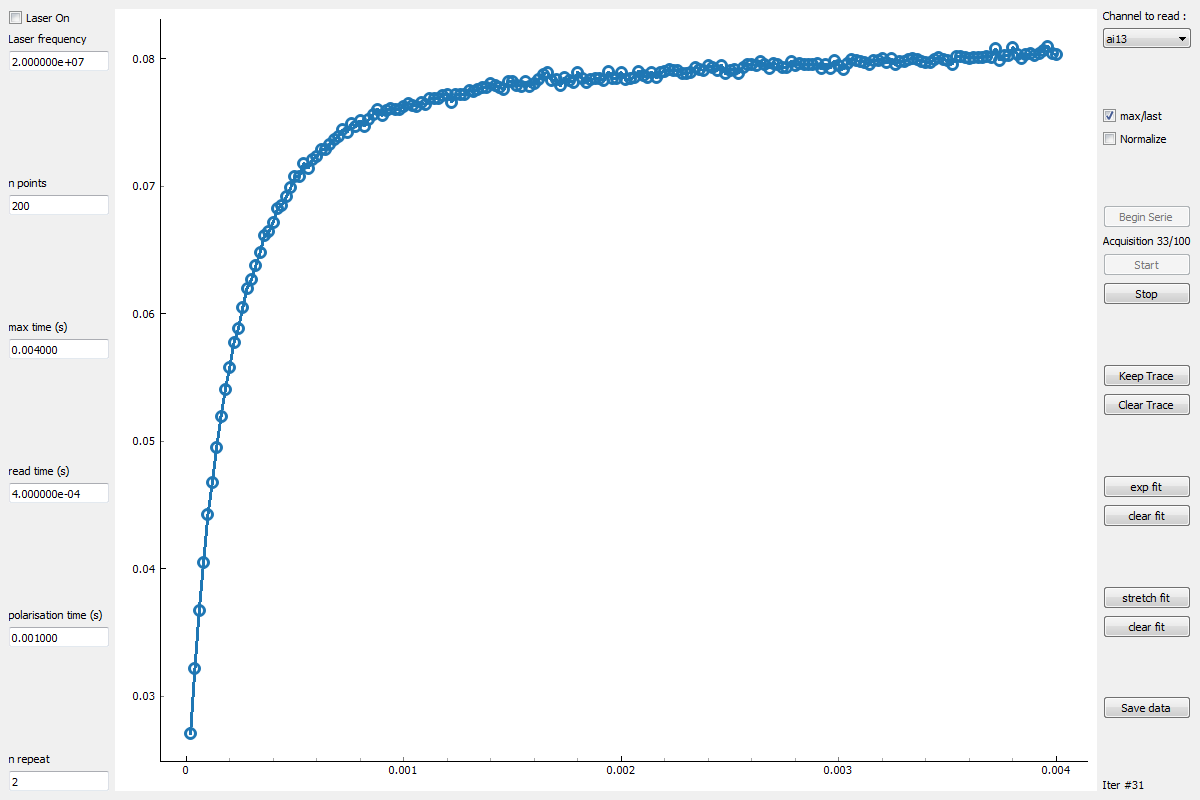 Laser On
Laser frequency
2.000000e+07
n points
200
max time (s)
0.004000
read time (s)
4.000000e-04
polarisation time (s)
0.001000
n repeat
2
0.08
0.07
0.06
0.05
0.04
0.03
0 0.001 0.002 0.003 0.004
Channel to read :
ai13
max/last
Normalize
Begin Serie
Acquisition 33/100
Start
Stop
Keep Trace
Clear Trace
exp fit
clear fit
stretch fit
clear fit
Save data
Iter #31